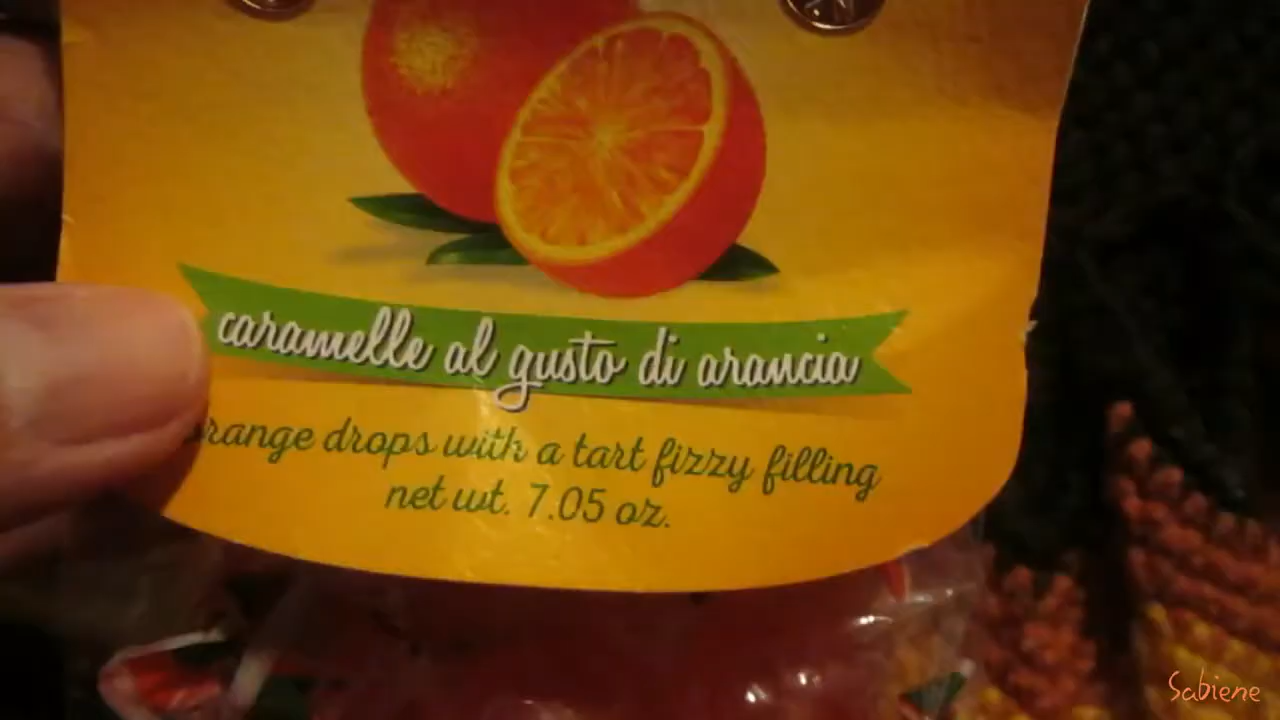 caramelle al gusto di arancia
orange drops with a tart fizzy filling
net wt. 7.05 oz.
Sabiene